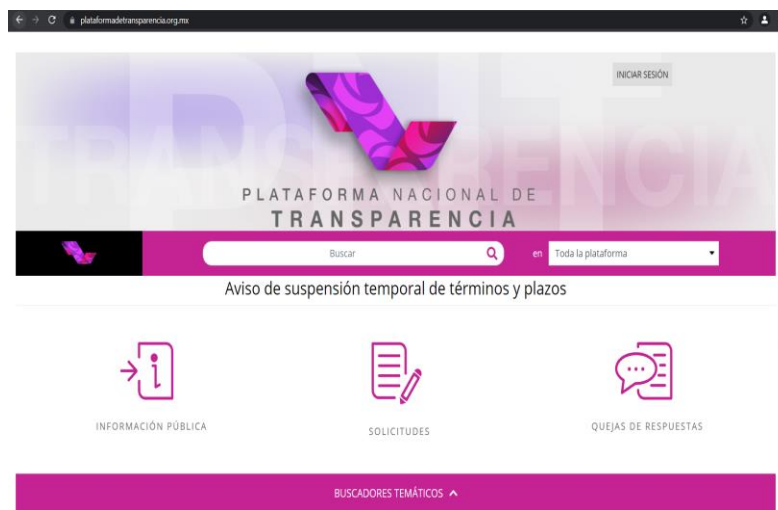 plataformadetransparencia.org.mx
PNT
TRANSPARENCIA
INICIAR SESIÓN
PLATAFORMA NACIONAL DE
TRANSPARENCIA
Buscar
en
Toda la plataforma
Aviso de suspensión temporal de términos y plazos
INFORMACIÓN PÚBLICA
SOLICITUDES
QUEJAS DE RESPUESTAS
BUSCADORES TEMÁTICOS